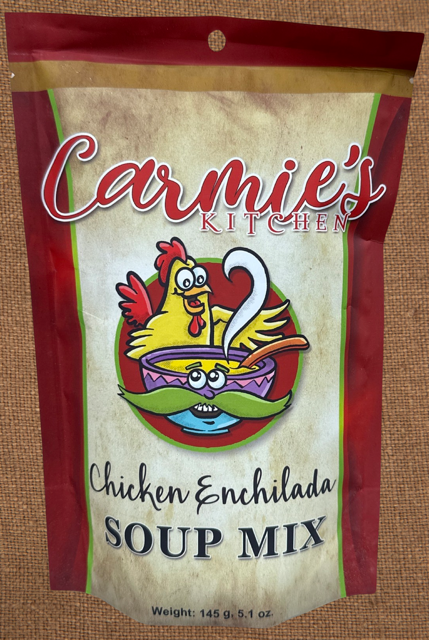 Carmie's
KITCHEN
Chicken Enchilada
SOUP MIX
Weight: 145 g, 5.1 oz.